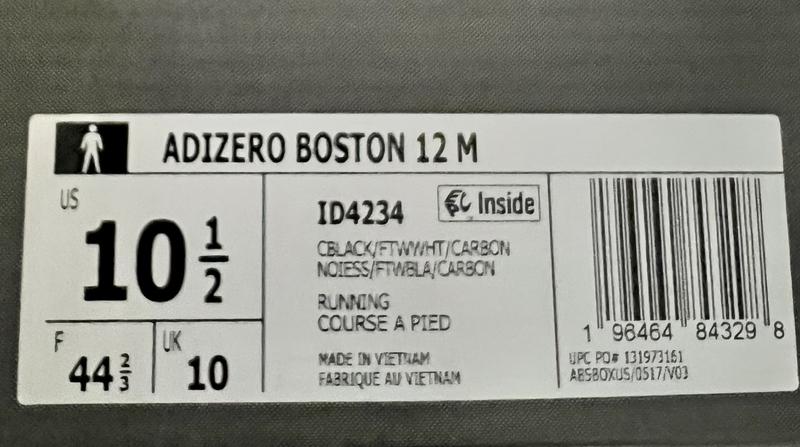 ADIZERO BOSTON 12 M
US
10 1/2
F
44 2/3
UK
10
ID4234
Inside
CBLACK/FTWWHT/CARBON
NOIESS/FTWBLA/CARBON
RUNNING
COURSE A PIED
MADE IN VIETNAM
FABRIQUE AU VIETNAM
1 96464 84329 8
UPC PO# 131973161
ABSBOXUS/0517/V03